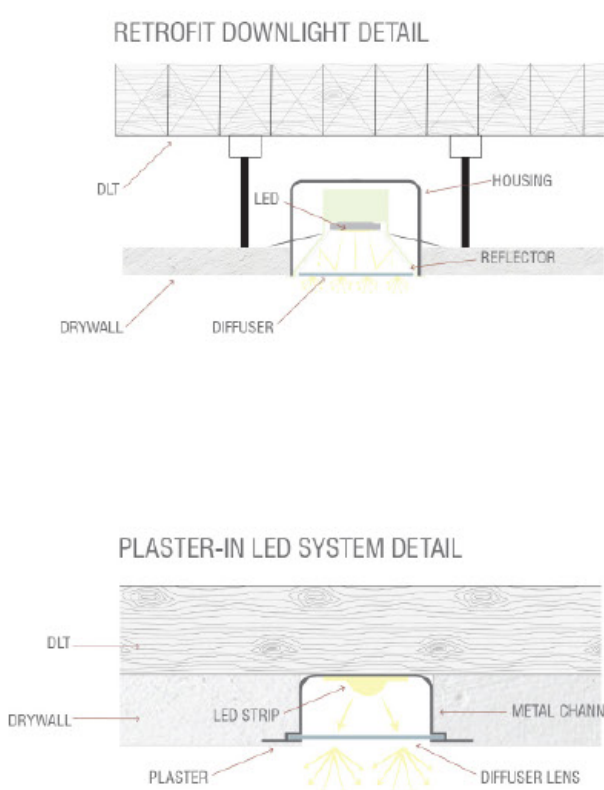 RETROFIT DOWNLIGHT DETAIL
DLT
LED
HOUSING
REFLECTOR
DRYWALL
DIFFUSER
PLASTER-IN LED SYSTEM DETAIL
DLT
DRYWALL
LED STRIP
METAL CHANN
PLASTER
DIFFUSER LENS